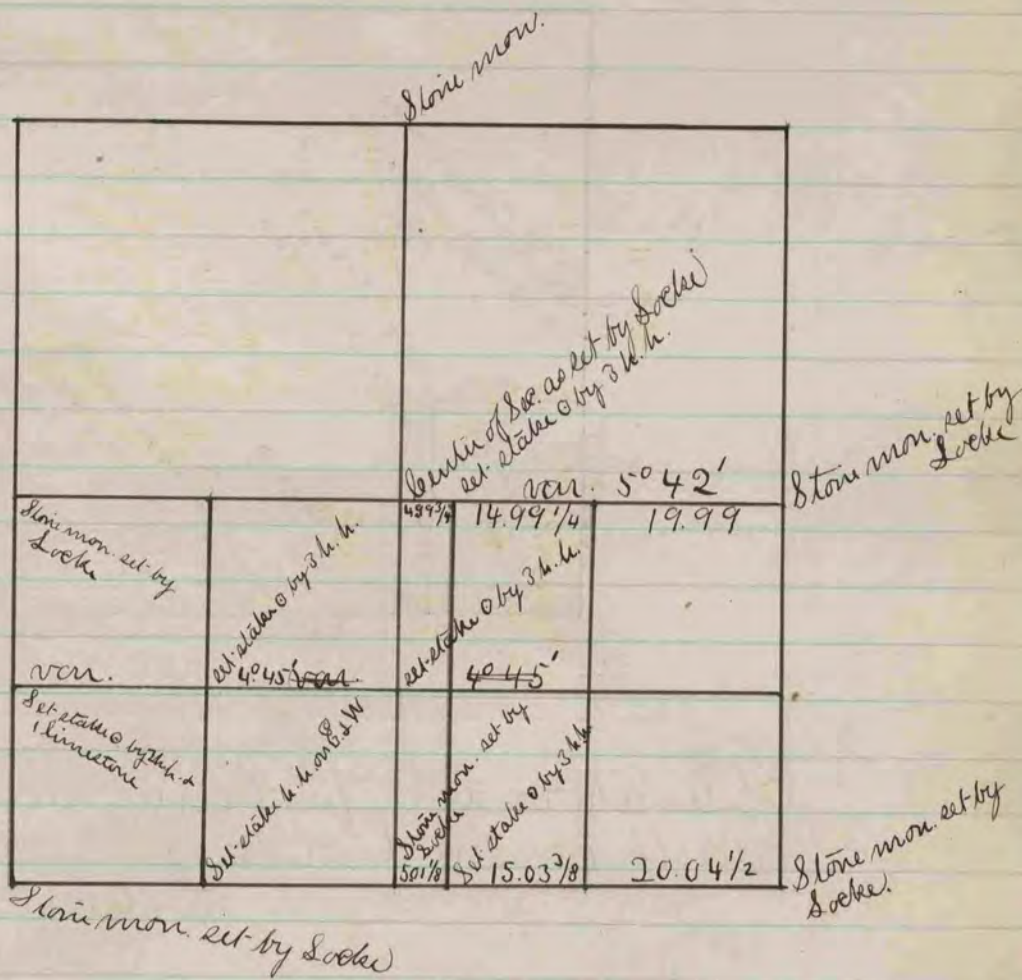 Stone mon.
Center of Sec. as set by Locke
set stake o by 3 h.h.
Stone mon. set by
Locke
var. 5° 42'
499 3/4
14.99 1/4
19.99
Stone mon. set by
Locke
set stake o by 3 h.h.
set stake o by 3 h.h.
var.
4° 45' var.
4° 45'
Set stake o by 2 h.h. &
1 limestone
Set stake h.h. on E. & W
Stone mon. set by
Locke
Set stake o by 3 h.h.
501 1/8
15.03 3/8
20.04 1/2
Stone mon. set by
Locke.
Stone mon. set by Locke